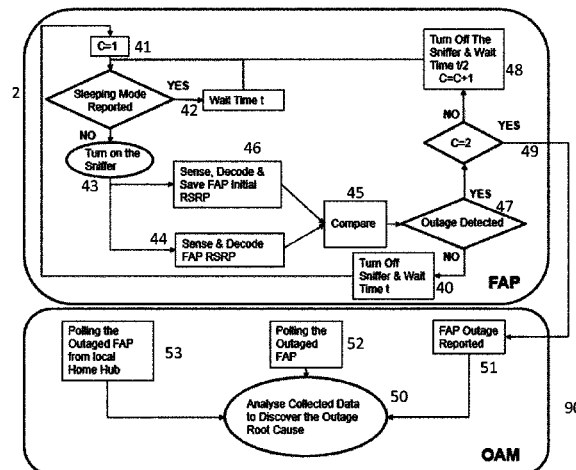 C=1
41
Turn Off The
Sniffer & Wait
Time t/2
C=C+1
48
2
Sleeping Mode
Reported
YES
42
Wait Time t
NO
Turn on the
Sniffer
43
46
Sense, Decode &
Save FAP Initial
RSRP
44
Sense & Decode
FAP RSRP
45
Compare
NO
YES
C=2
49
YES
47
Outage Detected
NO
Turn Off
Sniffer & Wait
Time t
40
FAP
Polling the
Outaged FAP
from local
Home Hub
53
Polling the
Outaged
FAP
52
FAP Outage
Reported
51
50
Analyse Collected Data
to Discover the Outage
Root Cause
OAM